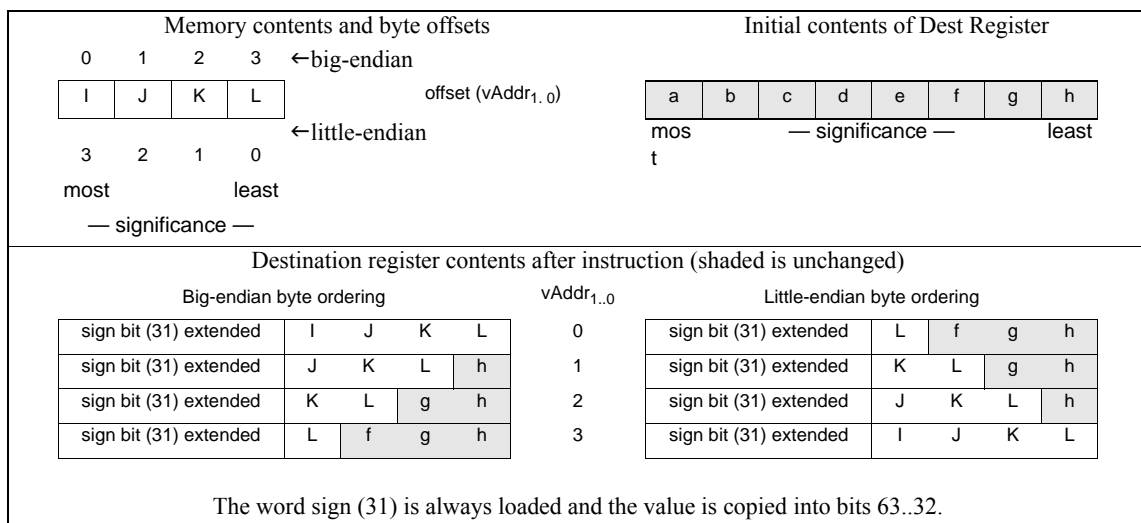 Memory contents and byte offsets
Initial contents of Dest Register
0 1 2 3 ←big-endian
I J K L
offset (vAddr1. 0)
a b c d e f g h
←little-endian
mos
t
— significance —
least
3 2 1 0
most least
— significance —
Destination register contents after instruction (shaded is unchanged)
Big-endian byte ordering vAddr1..0 Little-endian byte ordering
sign bit (31) extended I J K L 0 sign bit (31) extended L f g h
sign bit (31) extended J K L h 1 sign bit (31) extended K L g h
sign bit (31) extended K L g h 2 sign bit (31) extended J K L h
sign bit (31) extended L f g h 3 sign bit (31) extended I J K L
The word sign (31) is always loaded and the value is copied into bits 63..32.